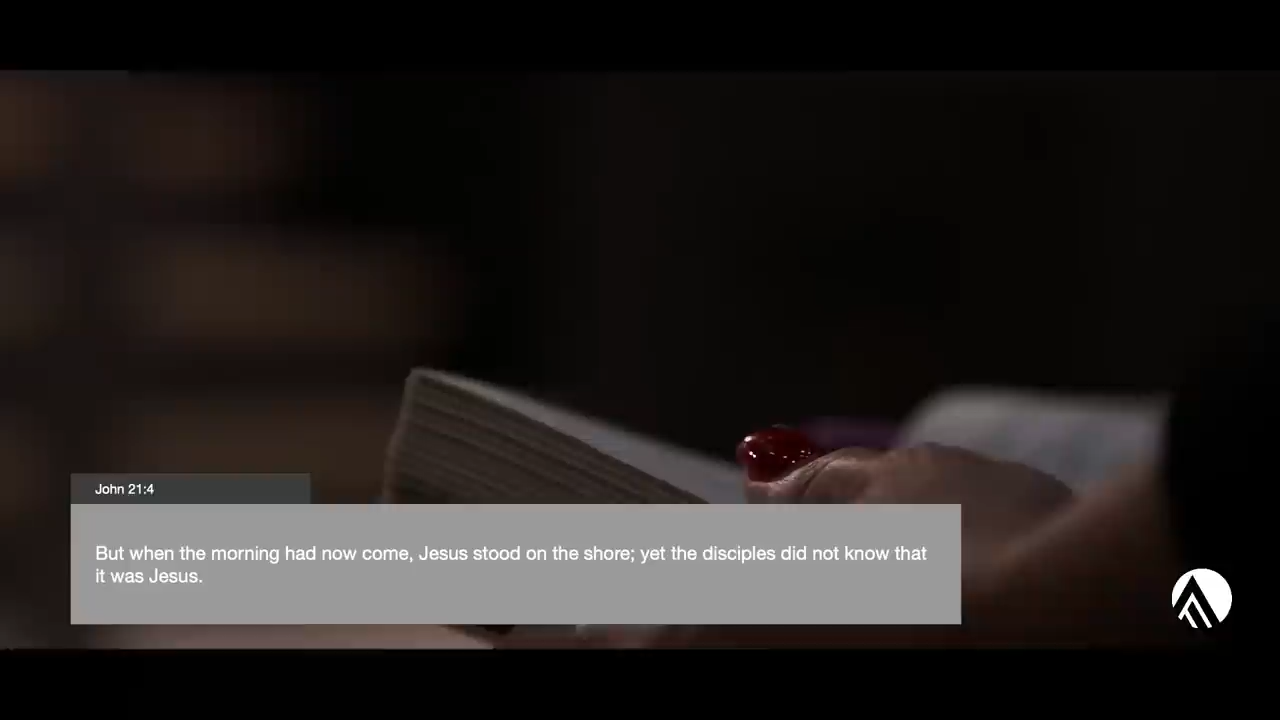 John 21:4
But when the morning had now come, Jesus stood on the shore; yet the disciples did not know that
it was Jesus.